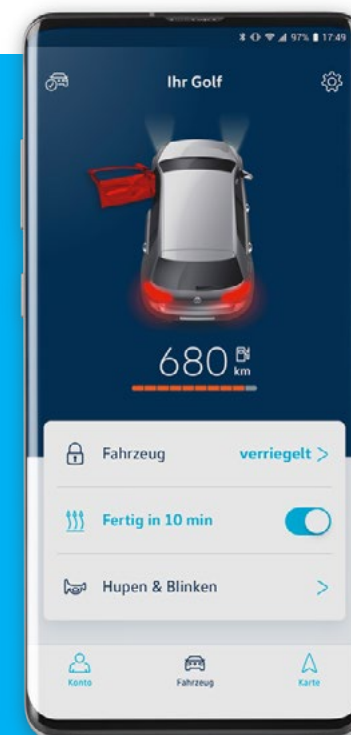 97% 17:49
Ihr Golf
680 km
Fahrzeug verriegelt >
Fertig in 10 min
Hupen & Blinken >
Konto Fahrzeug Karte